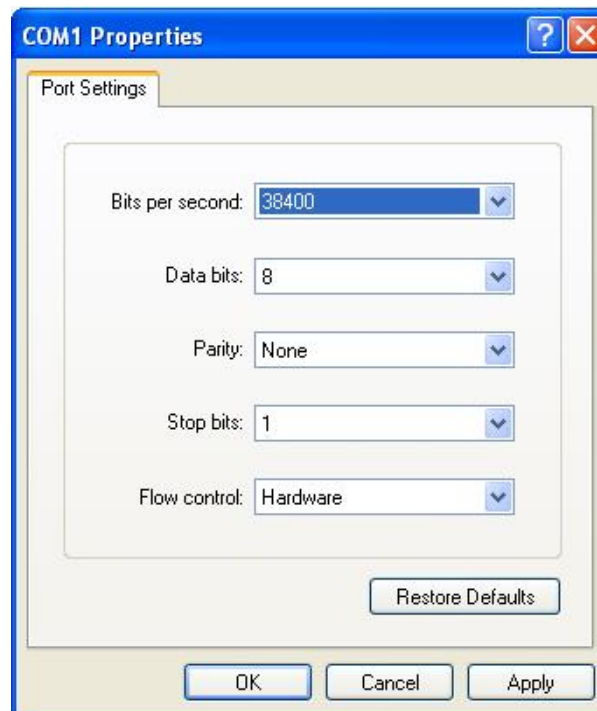 COM1 Properties
Port Settings
Bits per second: 38400
Data bits: 8
Parity: None
Stop bits: 1
Flow control: Hardware
Restore Defaults
OK Cancel Apply